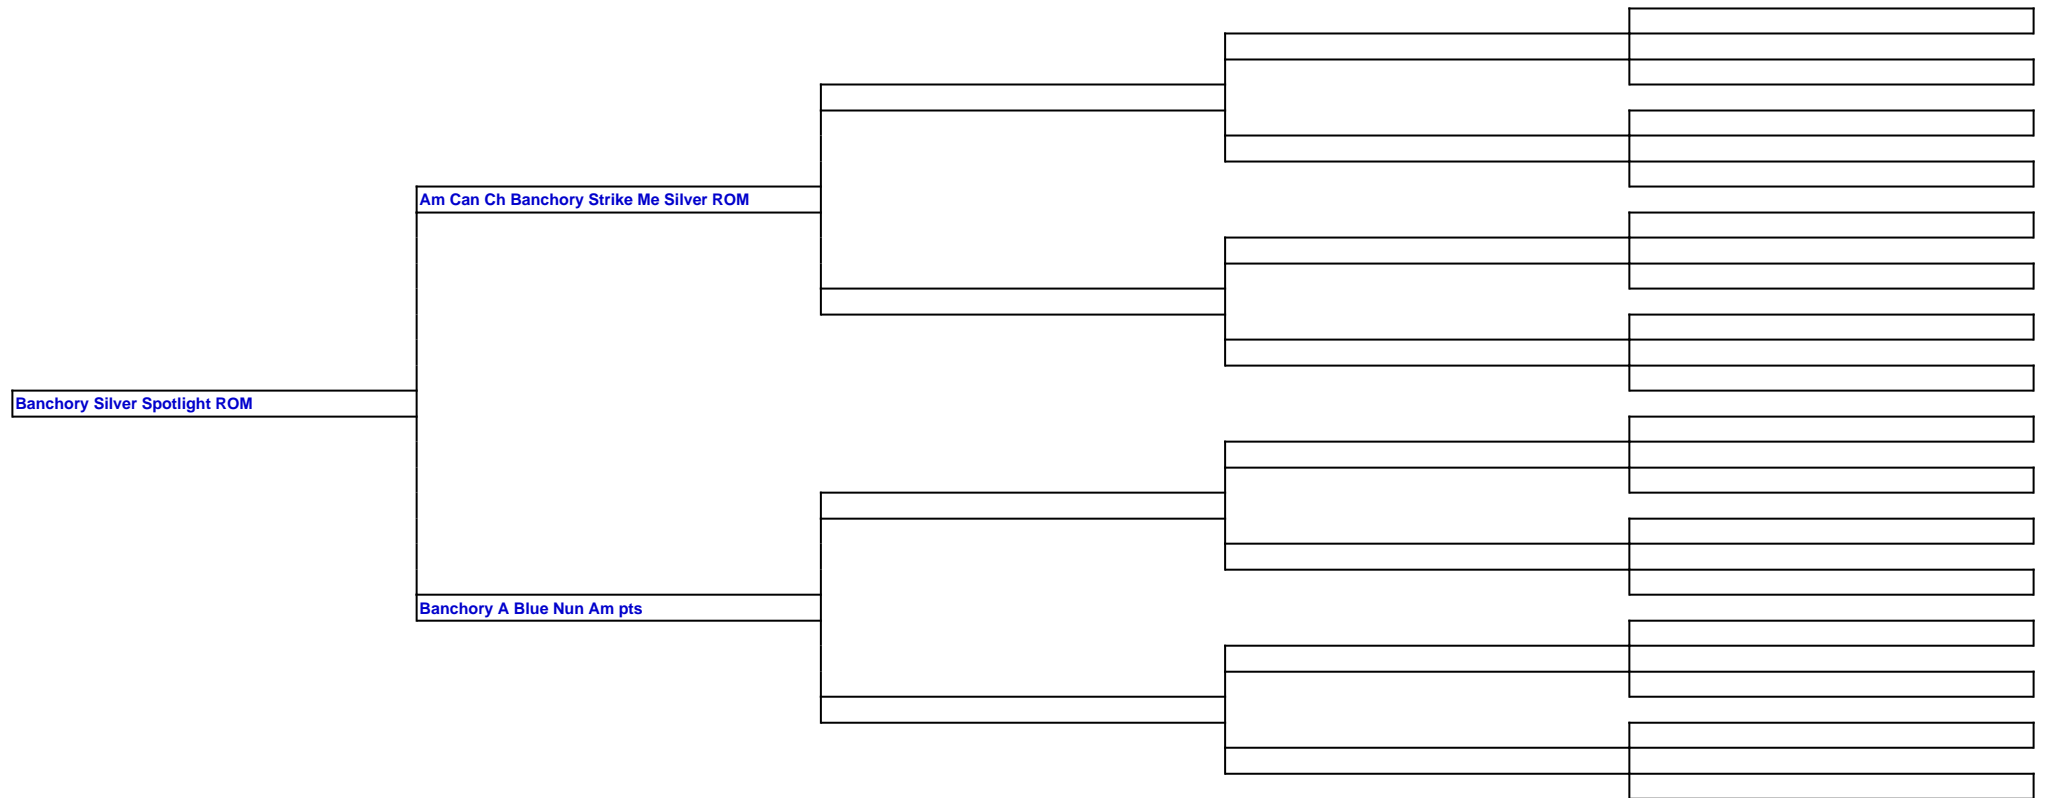 Am Can Ch Banchory Strike Me Silver ROM
Banchory Silver Spotlight ROM
Banchory A Blue Nun Am pts